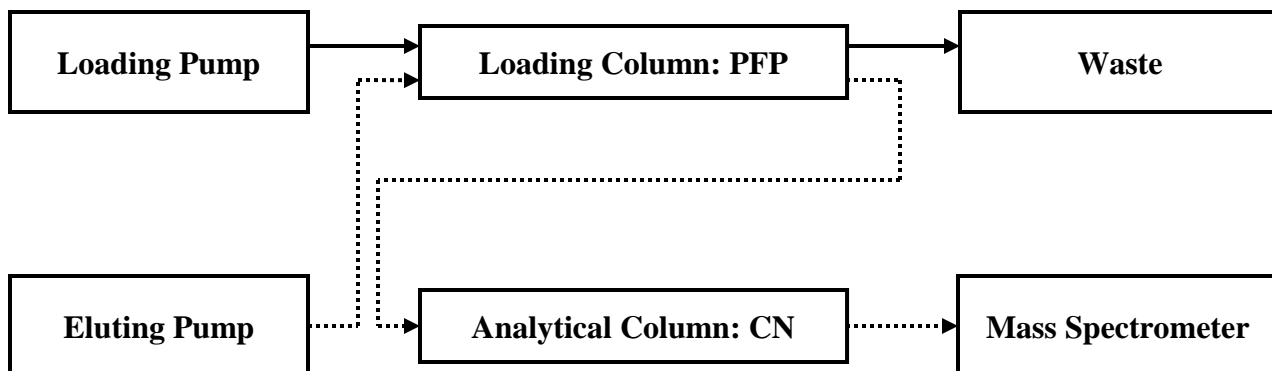 Loading Pump
Loading Column: PFP
Waste
Eluting Pump
Analytical Column: CN
Mass Spectrometer